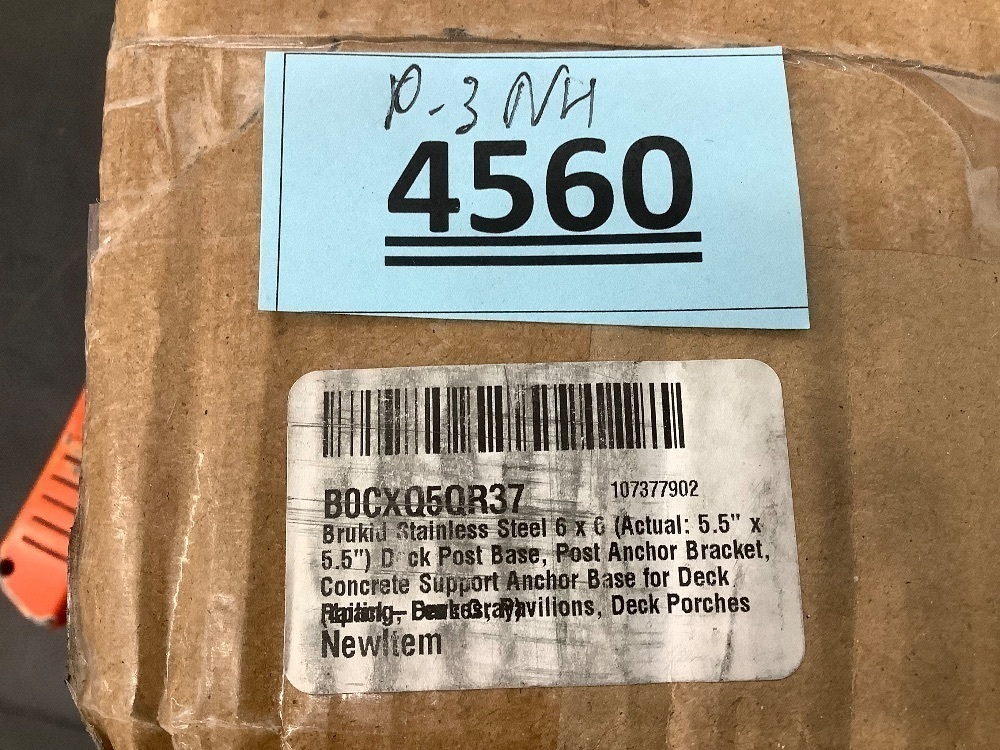 P-3 NH
4560
B0CXQ5QR37
107377902
Brukid Stainless Steel 6 x 6 (Actual: 5.5" x
5.5") D ck Post Base, Post Anchor Bracket,
Concrete Support Anchor Base for Deck
Pavilions, Deck Porches
NewItem